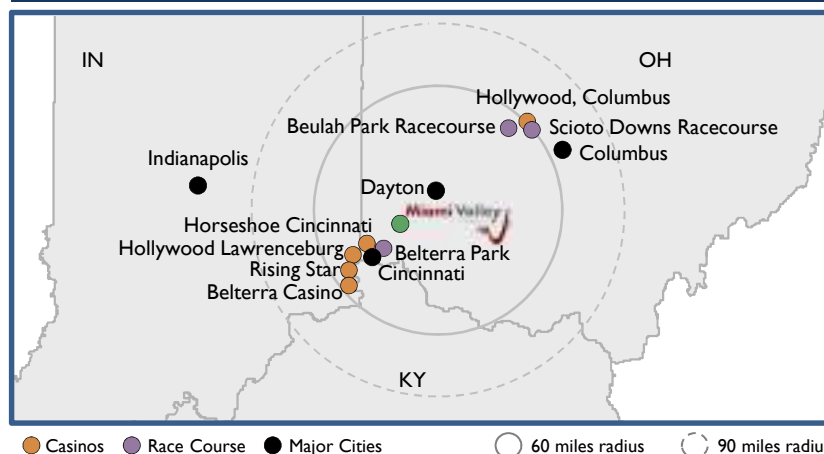 IN
OH
Hollywood, Columbus
Beulah Park Racecourse
Scioto Downs Racecourse
Columbus
Indianapolis
Dayton
Miami Valley
Horseshoe Cincinnati
Hollywood Lawrenceburg
Belterra Park
Rising Star
Cincinnati
Belterra Casino
KY
Casinos Race Course Major Cities 60 miles radius 90 miles radiu